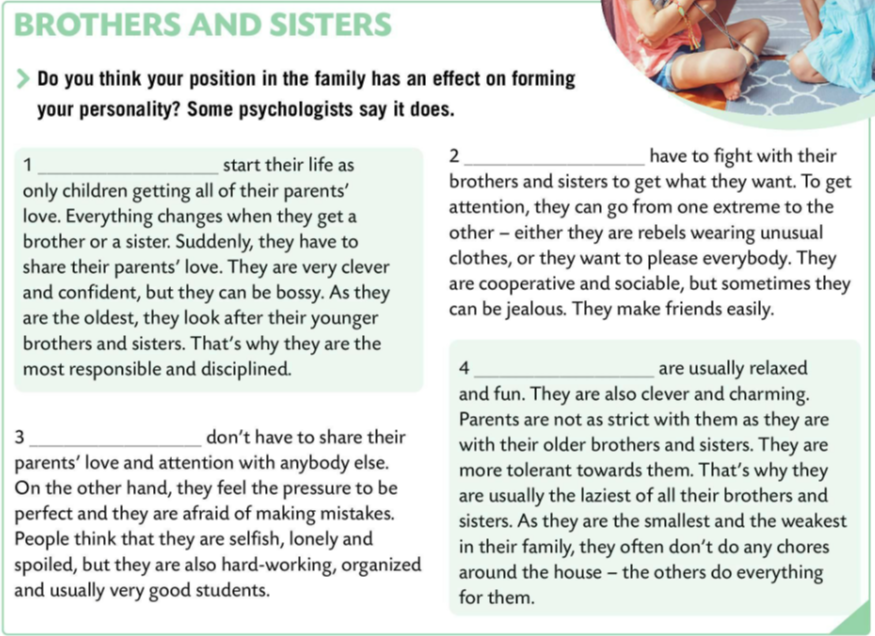 BROTHERS AND SISTERS
Do you think your position in the family has an effect on forming
your personality? Some psychologists say it does.
1 ____________________ start their life as
only children getting all of their parents’
love. Everything changes when they get a
brother or a sister. Suddenly, they have to
share their parents’ love. They are very clever
and confident, but they can be bossy. As they
are the oldest, they look after their younger
brothers and sisters. That’s why they are the
most responsible and disciplined.
2 ____________________ have to fight with their
brothers and sisters to get what they want. To get
attention, they can go from one extreme to the
other – either they are rebels wearing unusual
clothes, or they want to please everybody. They
are cooperative and sociable, but sometimes they
can be jealous. They make friends easily.
3 ____________________ don’t have to share their
parents’ love and attention with anybody else.
On the other hand, they feel the pressure to be
perfect and they are afraid of making mistakes.
People think that they are selfish, lonely and
spoiled, but they are also hard-working, organized
and usually very good students.
4 ____________________ are usually relaxed
and fun. They are also clever and charming.
Parents are not as strict with them as they are
with their older brothers and sisters. They are
more tolerant towards them. That’s why they
are usually the laziest of all their brothers and
sisters. As they are the smallest and the weakest
in their family, they often don’t do any chores
around the house – the others do everything
for them.